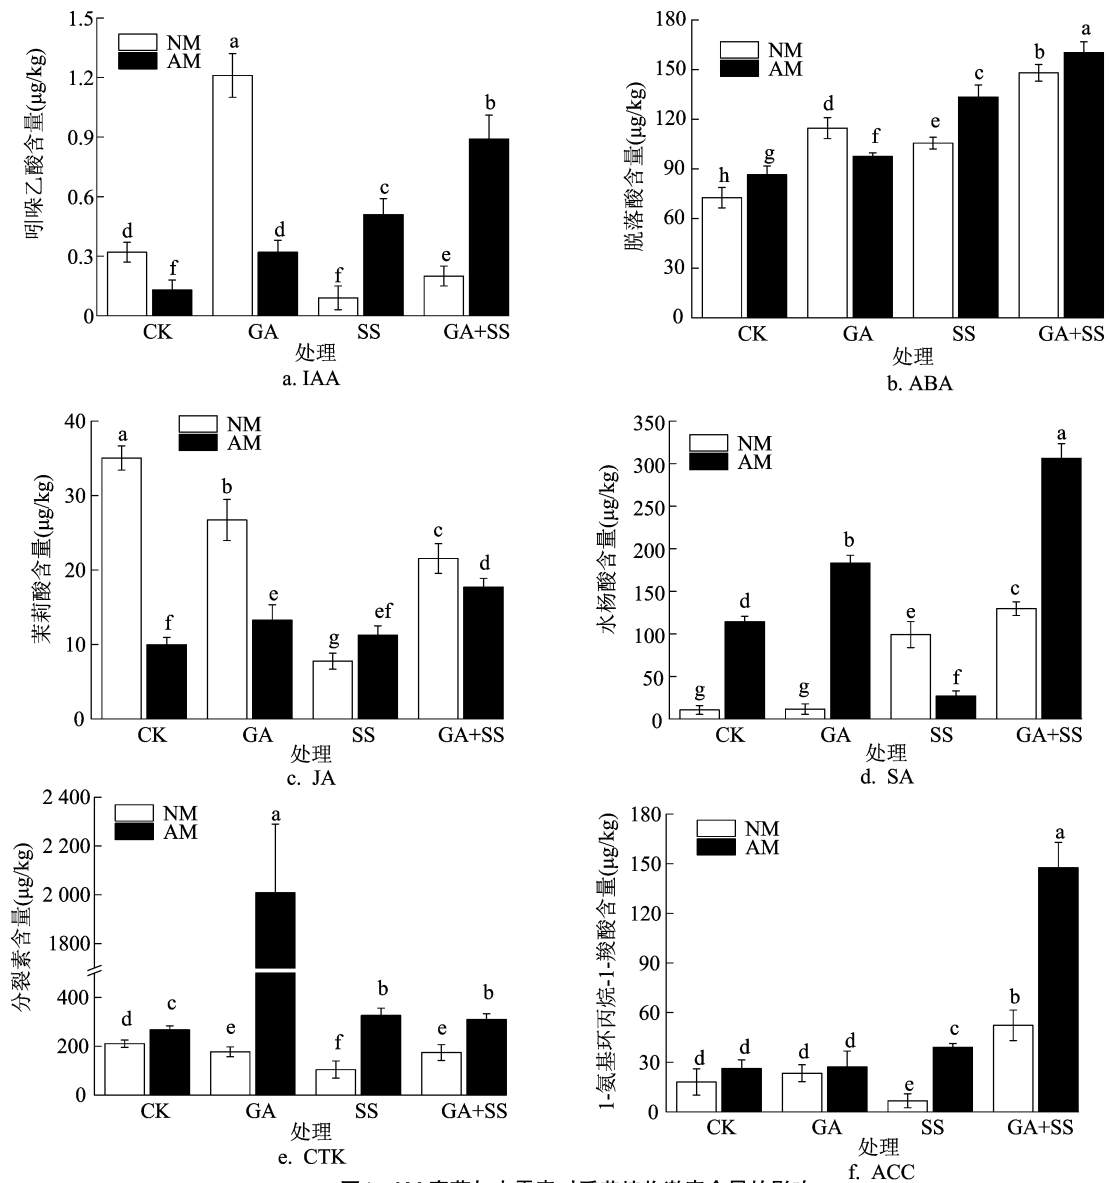 1.5
1.2
0.9
0.6
0.3
0
吲哚乙酸含量(μg/kg)
NM
AM
d
f
a
d
f
c
e
b
CK
GA
SS
GA+SS
处理
a. IAA
180
150
120
90
60
30
0
脱落酸含量(μg/kg)
NM
AM
h
g
d
f
e
c
b
a
CK
GA
SS
GA+SS
处理
b. ABA
40
30
20
10
0
茉莉酸含量(μg/kg)
NM
AM
a
f
b
e
g
ef
c
d
CK
GA
SS
GA+SS
处理
c. JA
350
300
250
200
150
100
50
0
水杨酸含量(μg/kg)
NM
AM
g
d
g
b
e
f
c
a
CK
GA
SS
GA+SS
处理
d. SA
2 400
2 200
2 000
1800
400
200
0
分裂素含量(μg/kg)
NM
AM
d
c
e
a
f
b
e
b
CK
GA
SS
GA+SS
处理
e. CTK
180
150
120
90
60
30
0
1-氨基环丙烷-1-羧酸含量(μg/kg)
NM
AM
d
d
d
d
e
c
b
a
CK
GA
SS
GA+SS
处理
f. ACC